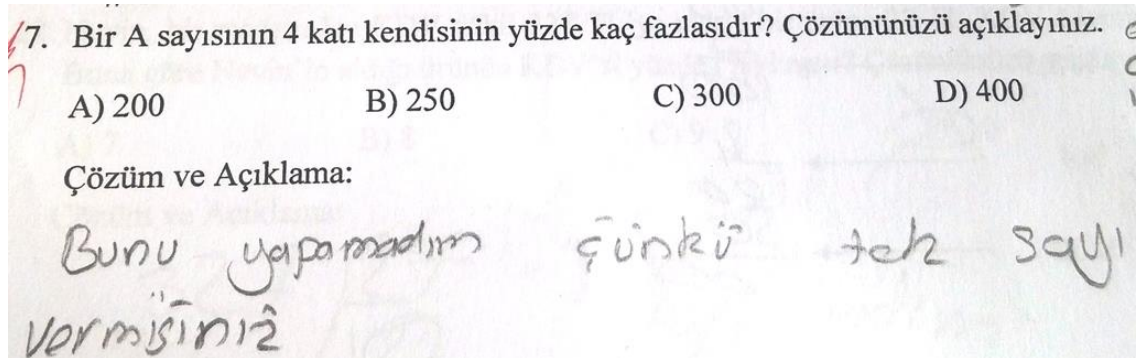 7. Bir A sayısının 4 katı kendisinin yüzde kaç fazlasıdır? Çözümünüzü açıklayınız.
A) 200 B) 250 C) 300 D) 400
Çözüm ve Açıklama:
Bunu yapamadım çünkü tek sayı
vermişiniz